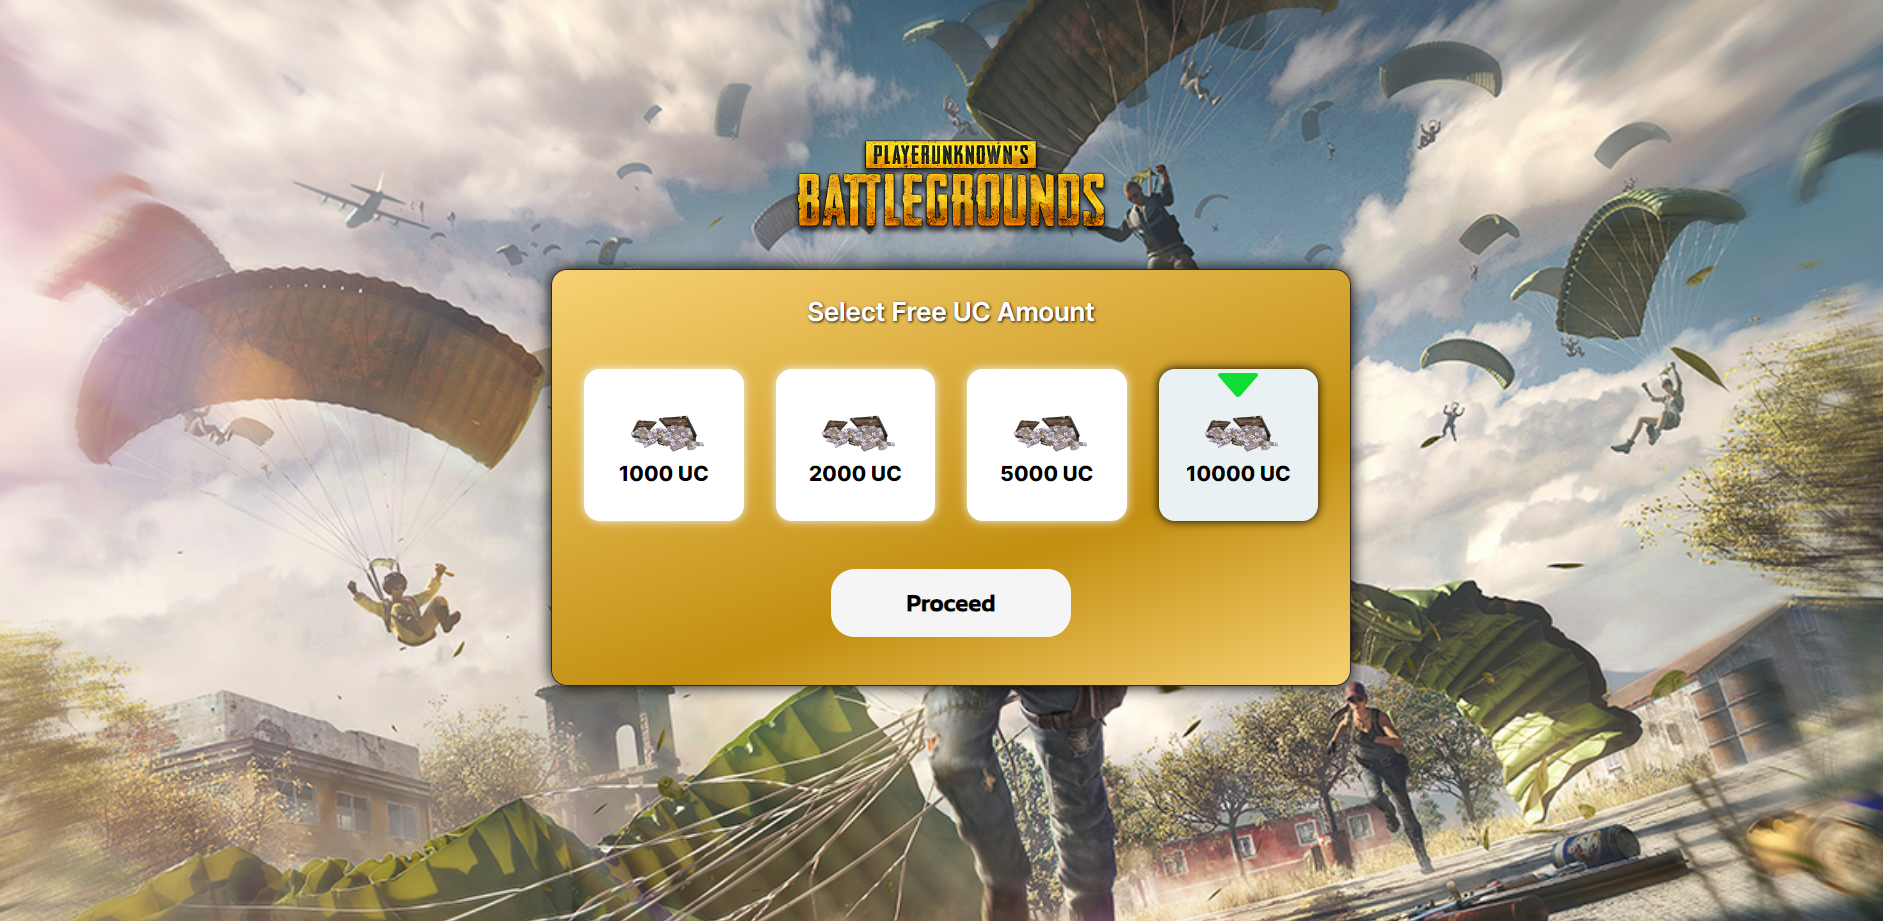 PLAYERUNKNOWN'S
BATTLEGROUNDS
Select Free UC Amount
1000 UC
2000 UC
5000 UC
10000 UC
Proceed